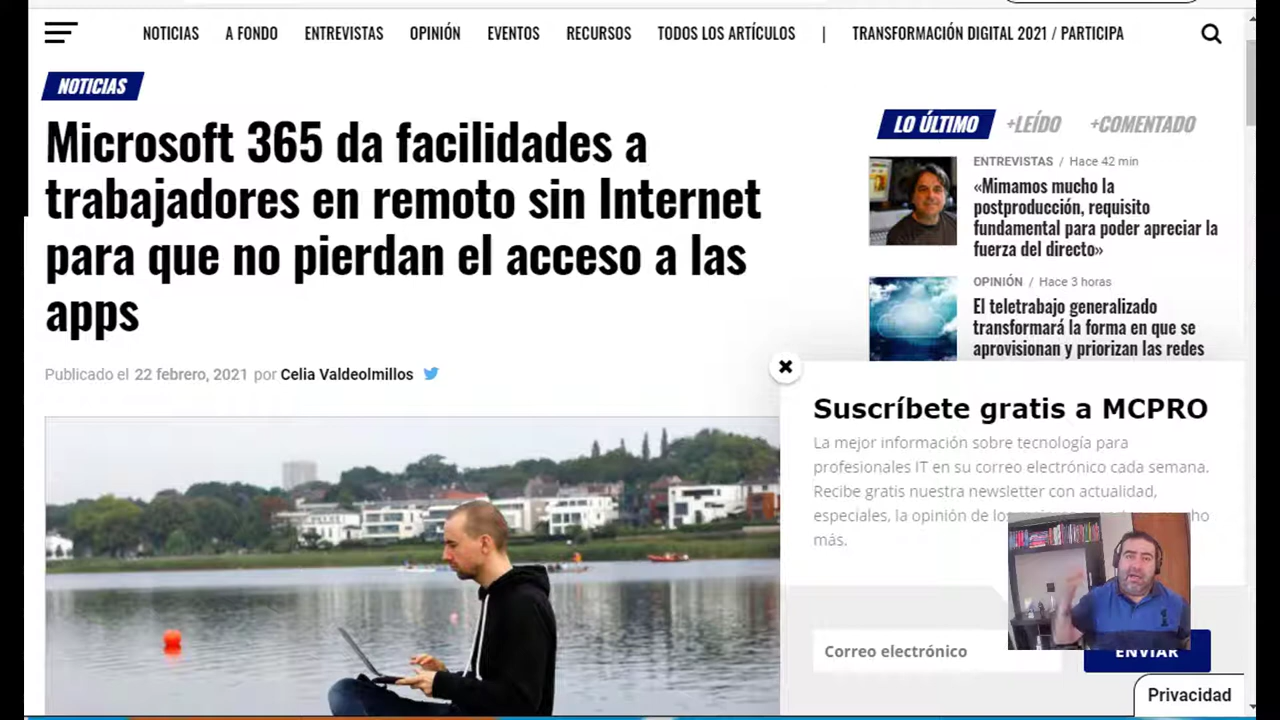 NOTICIAS A FONDO ENTREVISTAS OPINIÓN EVENTOS RECURSOS TODOS LOS ARTÍCULOS | TRANSFORMACIÓN DIGITAL 2021 / PARTICIPA
NOTICIAS
Microsoft 365 da facilidades a
trabajadores en remoto sin Internet
para que no pierdan el acceso a las
apps
Publicado el 22 febrero, 2021 por Celia Valdeolmillos
LO ÚLTIMO +LEÍDO +COMENTADO
ENTREVISTAS / Hace 42 min
«Mimamos mucho la
postproducción, requisito
fundamental para poder apreciar la
fuerza del directo»
OPINIÓN / Hace 3 horas
El teletrabajo generalizado
transformará la forma en que se
aprovisionan y priorizan las redes
Suscríbete gratis a MCPRO
La mejor información sobre tecnología para
profesionales IT en su correo electrónico cada semana.
Recibe gratis nuestra newsletter con actualidad,
especiales, la opinión de
más.
Correo electrónico
ENVIAR
Privacidad